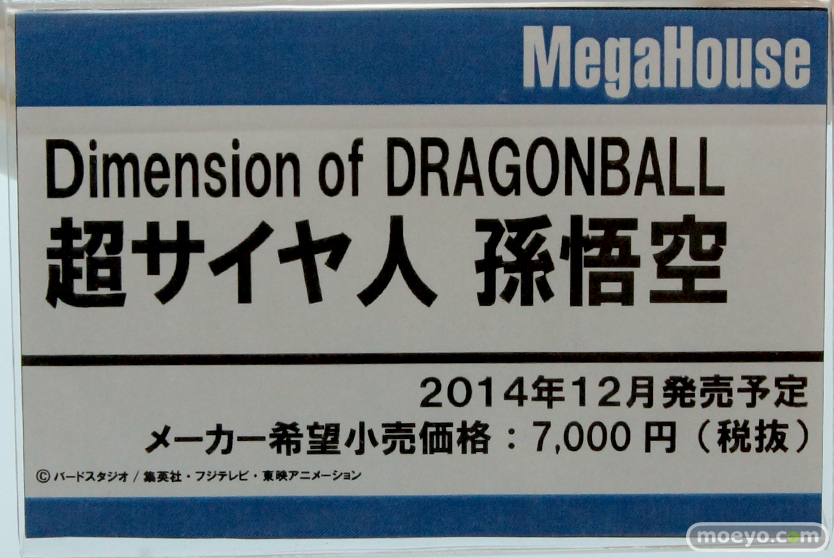 MegaHouse
Dimension of DRAGONBALL
超サイヤ人 孫悟空
2014年12月発売予定
メーカー希望小売価格：7,000円（税抜）
©バードスタジオ / 集英社・フジテレビ・東映アニメーション
moeyo.com